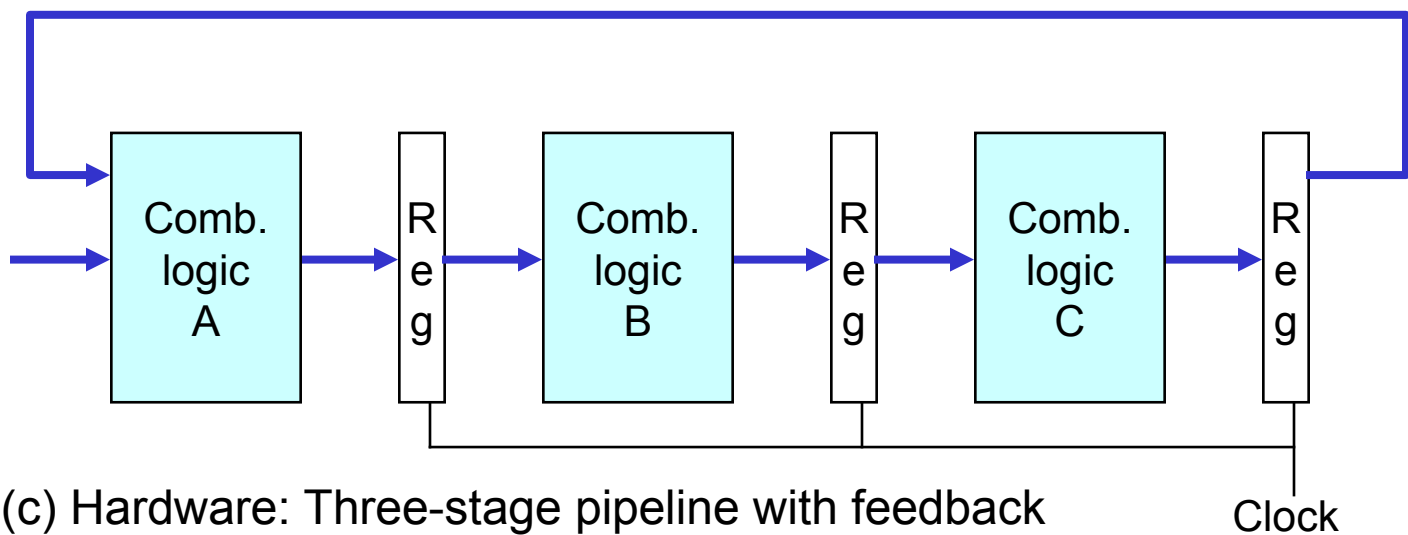 Comb.
logic
A
R
e
g
Comb.
logic
B
R
e
g
Comb.
logic
C
R
e
g
(c) Hardware: Three-stage pipeline with feedback
Clock